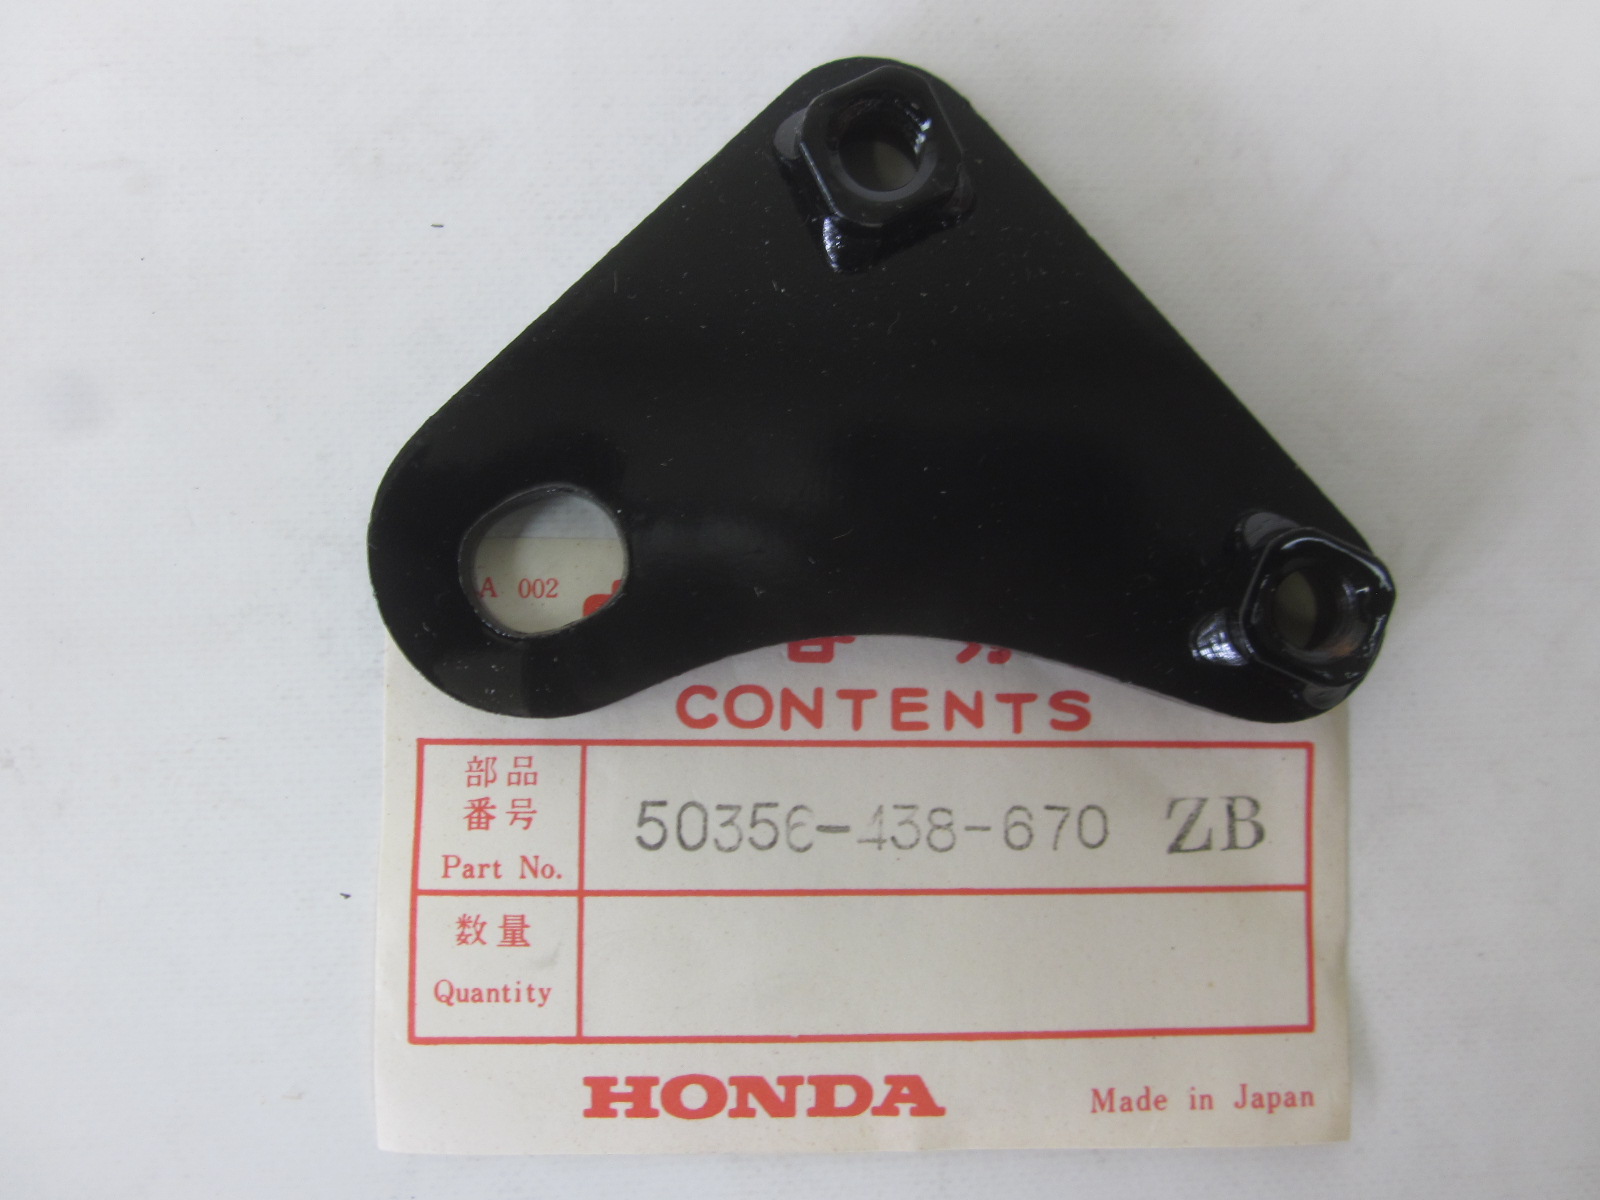 A 002
CONTENTS
部品
番号
Part No.
50356-438-670 ZB
数量
Quantity
HONDA
Made in Japan